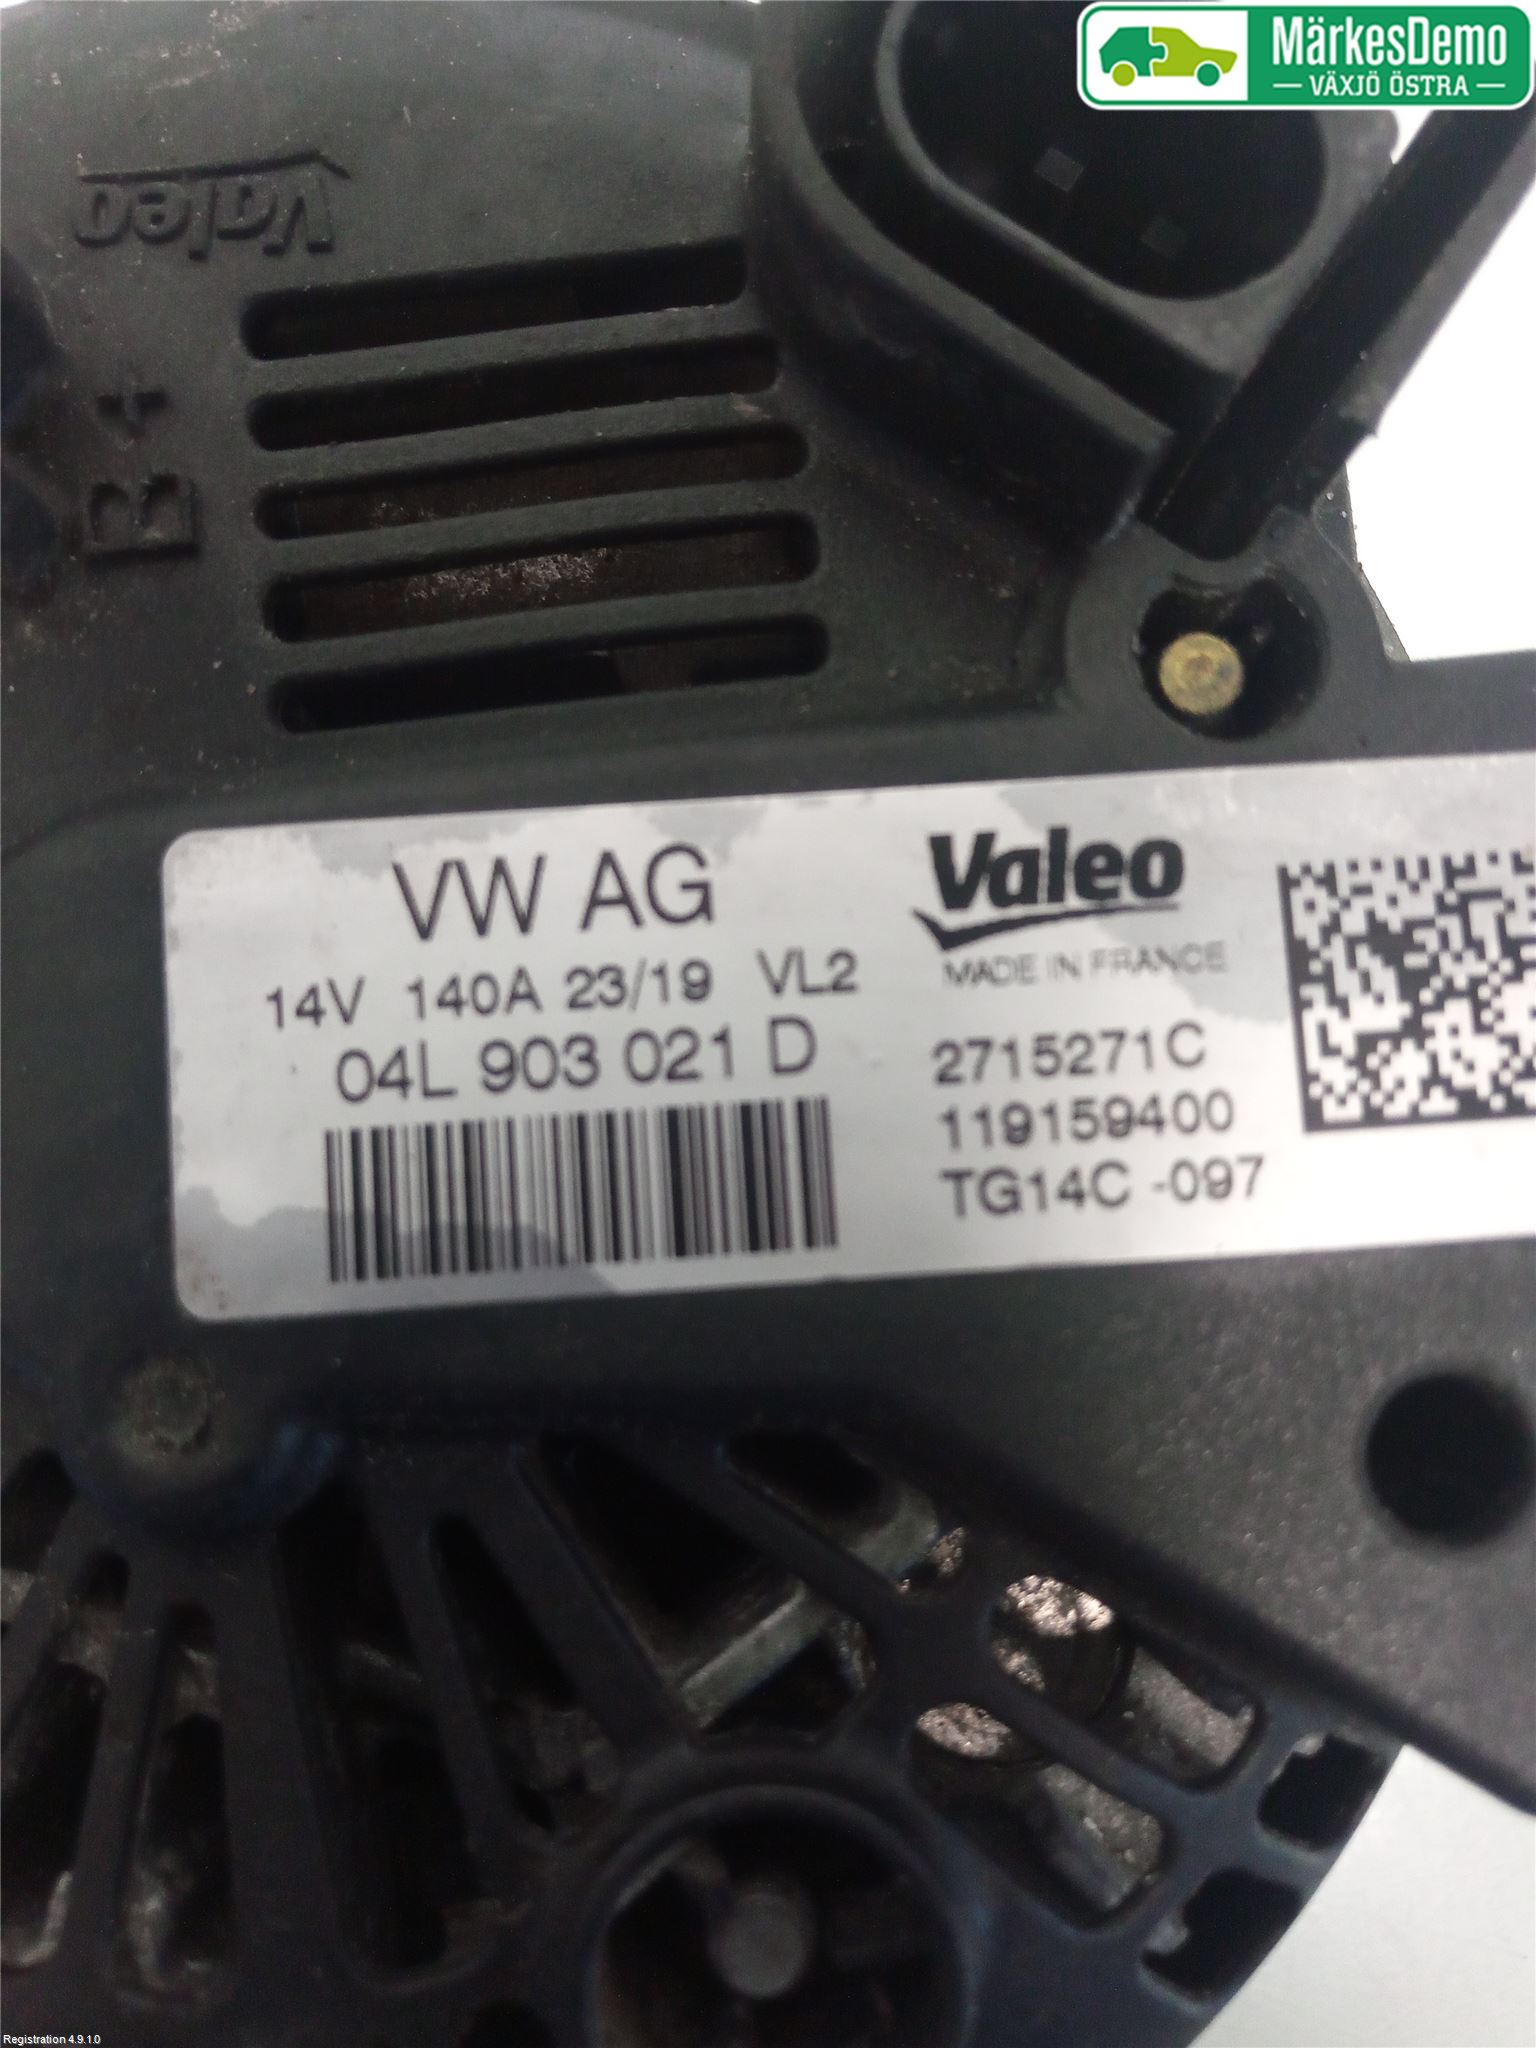 MärkesDemo
VÄXJÖ ÖSTRA
Valeo
B+
VW AG
14V 140A 23/19 VL2
04L 903 021 D
Valeo
MADE IN FRANCE
2715271C
119159400
TG14C -097
Registration 4.9.1.0